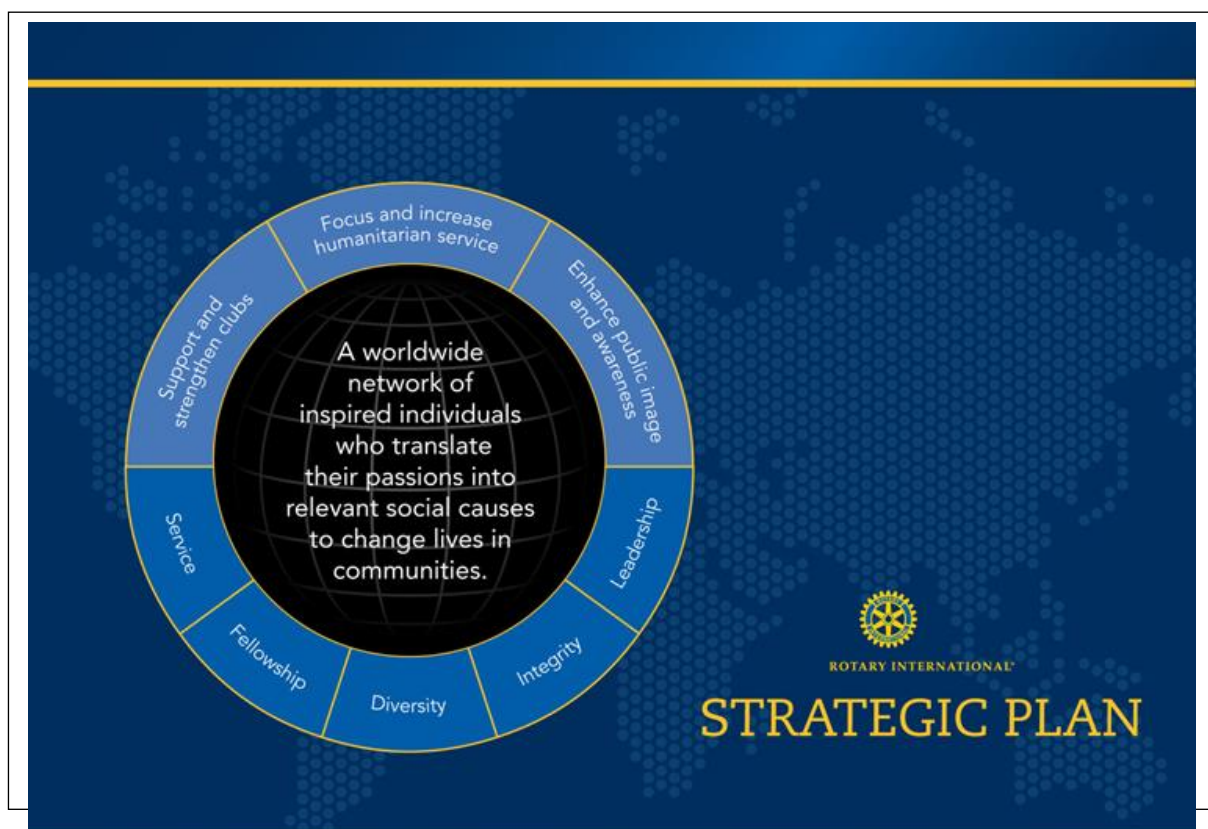 Focus and increase
humanitarian service
Support and
strengthen clubs
Enhance public image
and awareness
A worldwide
network of
inspired individuals
who translate
their passions into
relevant social causes
to change lives in
communities.
Service
Fellowship
Diversity
Integrity
Leadership
ROTARY INTERNATIONAL
STRATEGIC PLAN